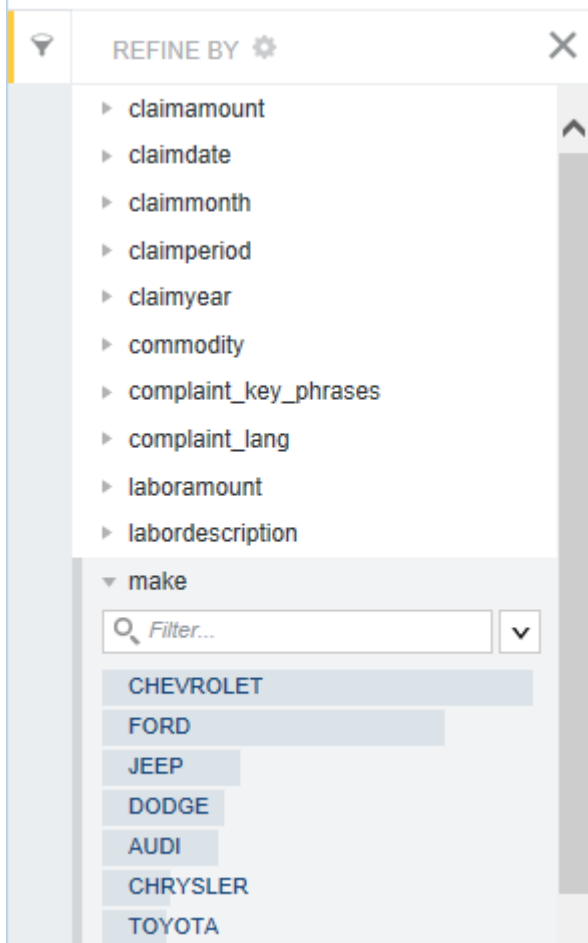 REFINE BY
claimamount
claimdate
claimmonth
claimperiod
claimyear
commodity
complaint_key_phrases
complaint_lang
laboramount
labordescription
make
Filter...
CHEVROLET
FORD
JEEP
DODGE
AUDI
CHRYSLER
TOYOTA